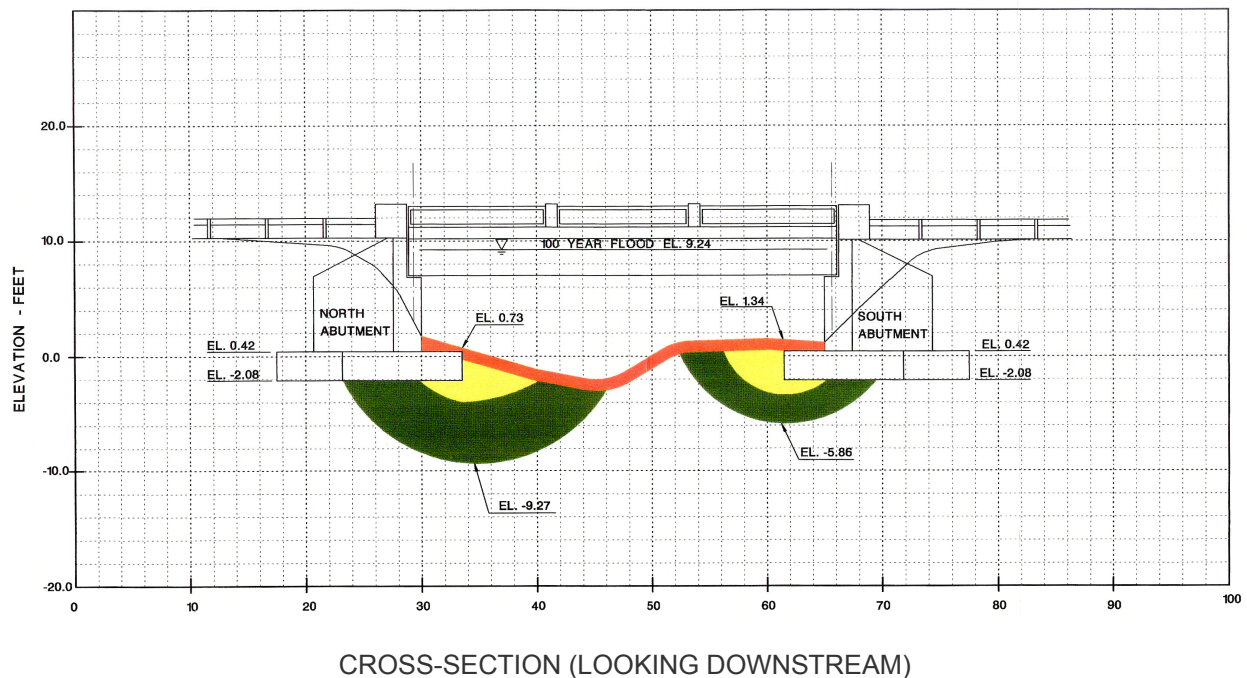 ELEVATION - FEET
20.0
10.0
0.0
-10.0
-20.0
100 YEAR FLOOD EL. 9.24
NORTH
ABUTMENT
SOUTH
ABUTMENT
EL. 0.73
EL. 1.34
EL. 0.42
EL. -2.08
EL. 0.42
EL. -2.08
EL. -5.86
EL. -9.27
0
10
20
30
40
50
60
70
80
90
100
CROSS-SECTION (LOOKING DOWNSTREAM)